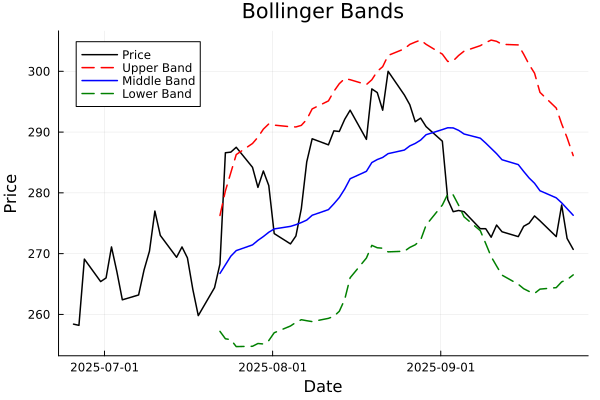 Bollinger Bands
Price
Upper Band
Middle Band
Lower Band
300
290
280
270
260
Price
2025-07-01
2025-08-01
2025-09-01
Date